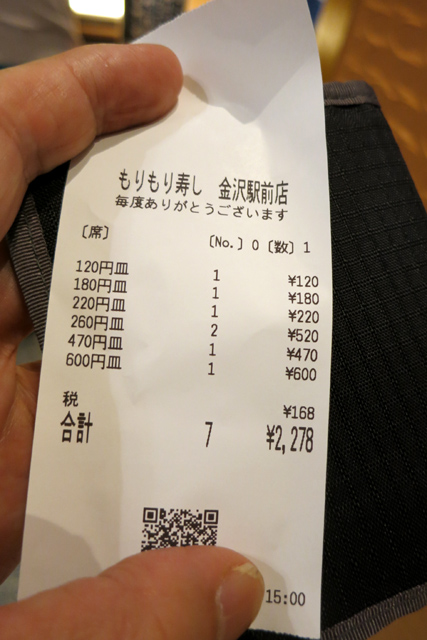 もりもり寿し 金沢駅前店
毎度ありがとうございます
〔席〕 〔No.〕 0 〔数〕 1
120円皿 1 ¥120
180円皿 1 ¥180
220円皿 1 ¥220
260円皿 2 ¥520
470円皿 1 ¥470
600円皿 1 ¥600
税 ¥168
合計 7 ¥2,278
15:00